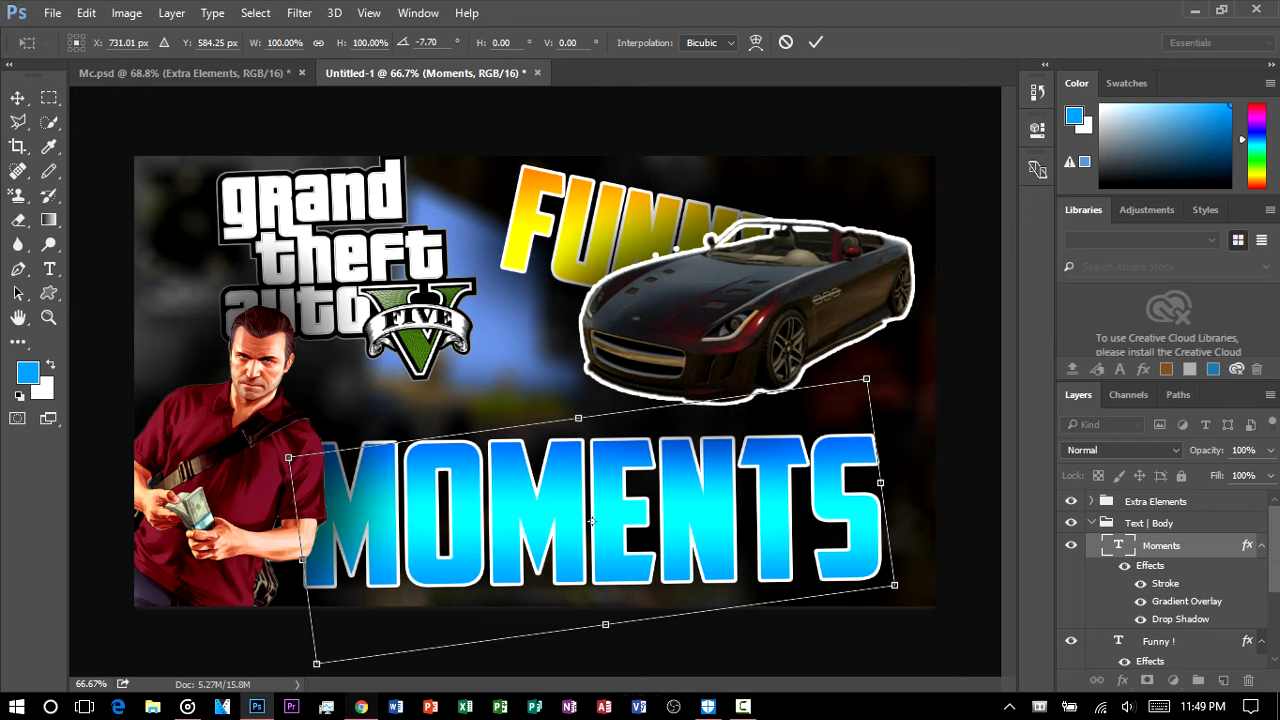 Ps File Edit Image Layer Type Select Filter 3D View Window Help
X: 731.01 px Y: 584.25 px W: 100.00% H: 100.00% -7.70 ° H: 0.00 ° V: 0.00 ° Interpolation: Bicubic Essentials
Mc.psd @ 68.8% (Extra Elements, RGB/16) * × Untitled-1 @ 66.7% (Moments, RGB/16) * ×
Color Swatches
Libraries Adjustments Styles
Search Adobe Stock
To use Creative Cloud Libraries,
please install the Creative Cloud
Layers Channels Paths
Kind
Normal Opacity: 100%
Lock: Fill: 100%
Extra Elements
Text | Body
T Moments fx
Effects
Stroke
Gradient Overlay
Drop Shadow
T Funny ! fx
Effects
grand
theft
auto
V
FIVE
FUNN
MOMENTS
66.67% Doc: 5.27M/15.8M
11:49 PM